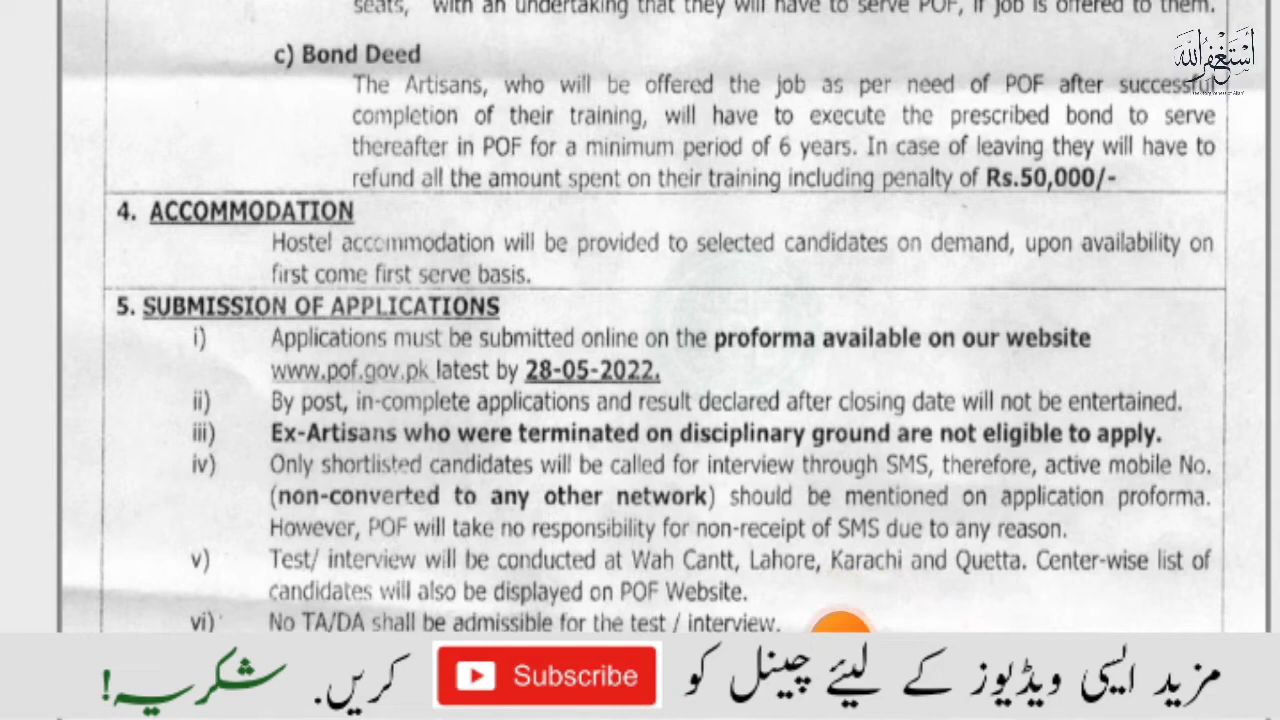 seats, with an undertaking that they will have to serve POF, if job is offered to them.
c) Bond Deed
The Artisans, who will be offered the job as per need of POF after successful
completion of their training, will have to execute the prescribed bond to serve
thereafter in POF for a minimum period of 6 years. In case of leaving they will have to
refund all the amount spent on their training including penalty of Rs.50,000/-
4. ACCOMMODATION
Hostel accommodation will be provided to selected candidates on demand, upon availability on
first come first serve basis.
5. SUBMISSION OF APPLICATIONS
i) Applications must be submitted online on the proforma available on our website
www.pof.gov.pk latest by 28-05-2022.
ii) By post, in-complete applications and result declared after closing date will not be entertained.
iii) Ex-Artisans who were terminated on disciplinary ground are not eligible to apply.
iv) Only shortlisted candidates will be called for interview through SMS, therefore, active mobile No.
(non-converted to any other network) should be mentioned on application proforma.
However, POF will take no responsibility for non-receipt of SMS due to any reason.
v) Test/ interview will be conducted at Wah Cantt, Lahore, Karachi and Quetta. Center-wise list of
candidates will also be displayed on POF Website.
vi) No TA/DA shall be admissible for the test / interview.
مزید ایسی ویڈیوز کے لیئے چینل کو Subscribe کریں. شکریہ!
أستغفر الله